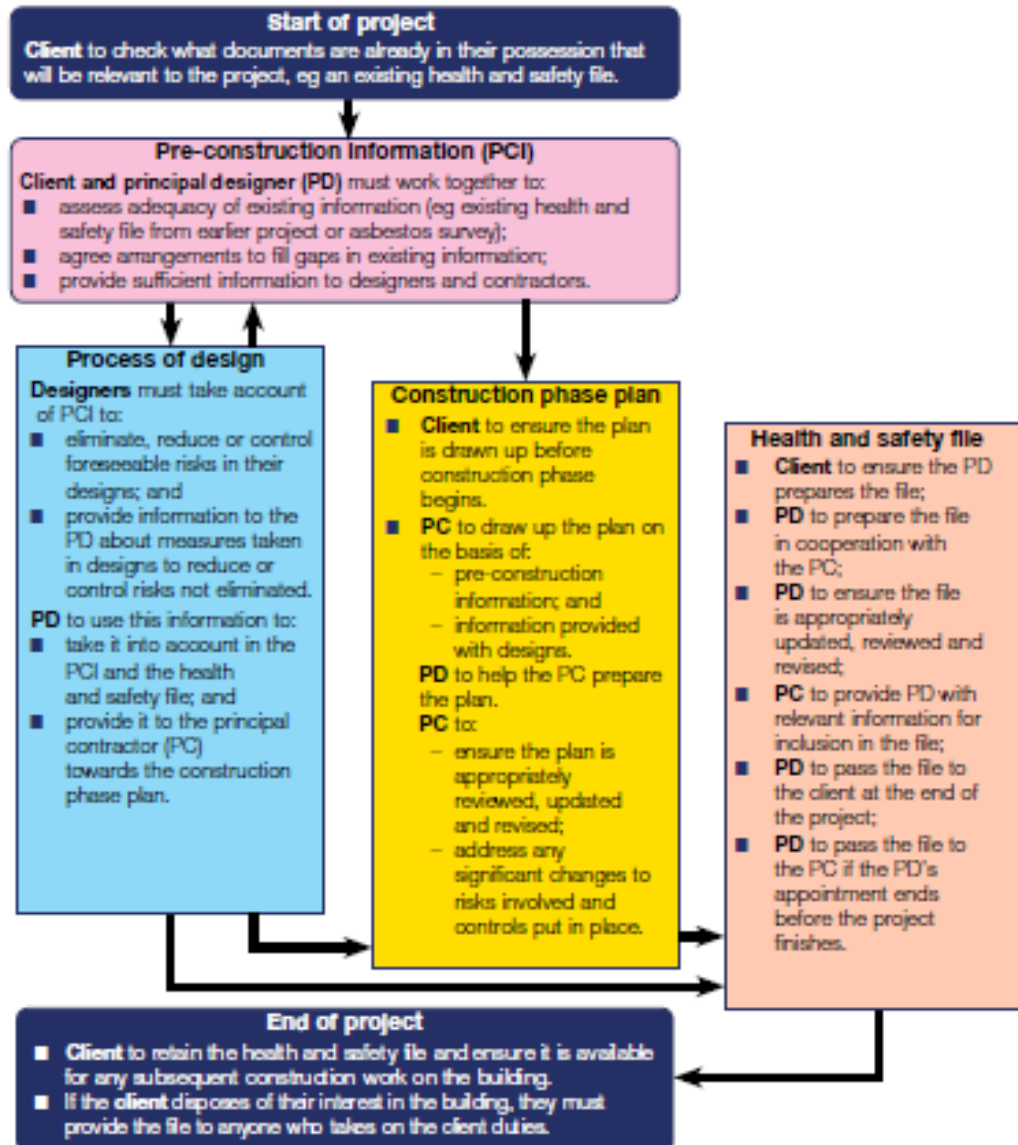 Start of project
Client to check what documents are already in their possession that
will be relevant to the project, eg an existing health and safety file.
Pre-construction information (PCI)
Client and principal designer (PD) must work together to:
■ assess adequacy of existing information (eg existing health and
safety file from earlier project or asbestos survey);
■ agree arrangements to fill gaps in existing information;
■ provide sufficient information to designers and contractors.
Process of design
Designers must take account
of PCI to:
■ eliminate, reduce or control
foreseeable risks in their
designs; and
■ provide information to the
PD about measures taken
in designs to reduce or
control risks not eliminated.
PD to use this information to:
■ take it into account in the
PCI and the health
and safety file; and
■ provide it to the principal
contractor (PC)
towards the construction
phase plan.
Construction phase plan
■ Client to ensure the plan
is drawn up before
construction phase
begins.
■ PC to draw up the plan on
the basis of:
– pre-construction
information; and
– information provided
with designs.
PD to help the PC prepare
the plan.
PC to:
– ensure the plan is
appropriately
reviewed, updated
and revised;
– address any
significant changes to
risks involved and
controls put in place.
Health and safety file
■ Client to ensure the PD
prepares the file;
■ PD to prepare the file
in cooperation with
the PC;
■ PD to ensure the file
is appropriately
updated, reviewed and
revised;
■ PC to provide PD with
relevant information for
inclusion in the file;
■ PD to pass the file to
the client at the end of
the project;
■ PD to pass the file to
the PC if the PD's
appointment ends
before the project
finishes.
End of project
■ Client to retain the health and safety file and ensure it is available
for any subsequent construction work on the building.
■ If the client disposes of their interest in the building, they must
provide the file to anyone who takes on the client duties.